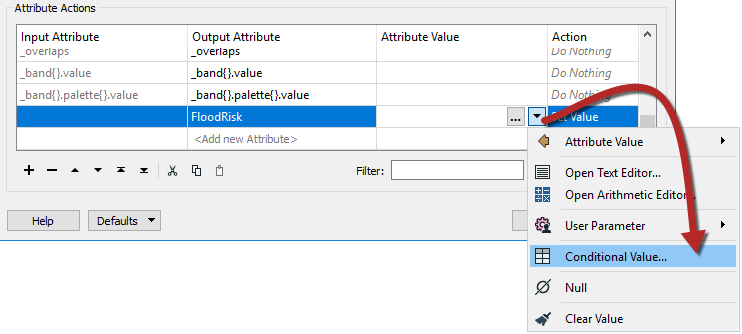 Attribute Actions
Input Attribute Output Attribute Attribute Value Action
_overlaps _overlaps Do Nothing
_band{}.value _band{}.value Do Nothing
_band{}.palette{}.value _band{}.palette{}.value Do Nothing
FloodRisk ... Value
<Add new Attribute>
Filter:
Help Defaults
Attribute Value
Open Text Editor...
Open Arithmetic Editor...
User Parameter
Conditional Value...
Null
Clear Value